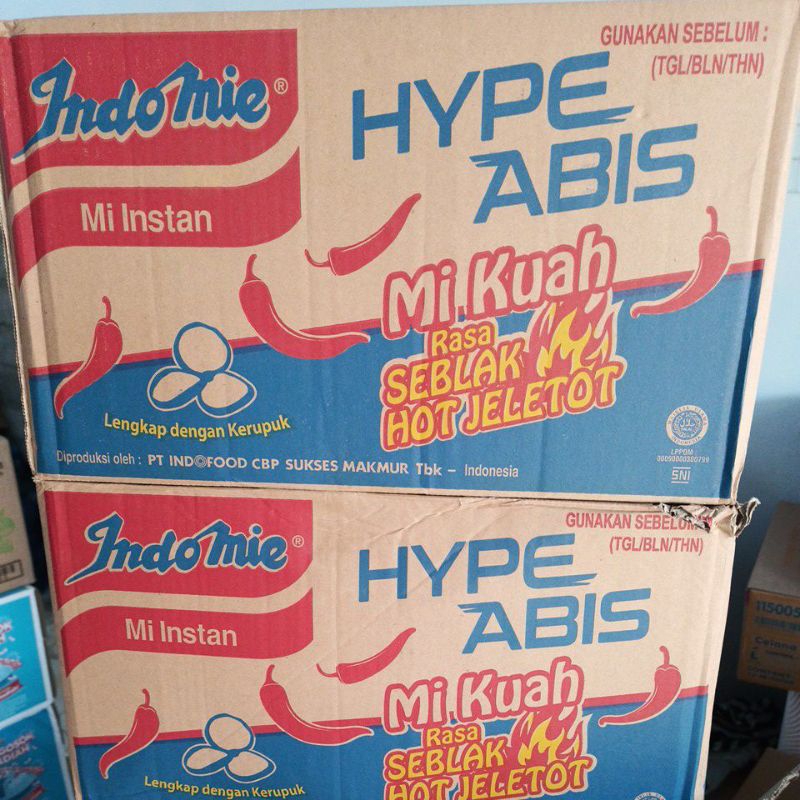 Indomie®
Mi Instan
HYPE
ABIS
GUNAKAN SEBELUM :
(TGL/BLN/THN)
Mi Kuah
Rasa
SEBLAK
HOT JELETOT
Lengkap dengan Kerupuk
Diproduksi oleh : PT INDOFOOD CBP SUKSES MAKMUR Tbk – Indonesia
LPPOM
00090000300799
SNI
Indomie®
Mi Instan
HYPE
ABIS
GUNAKAN SEBELUM
(TGL/BLN/THN)
Mi Kuah
Rasa
SEBLAK
HOT JELETOT
Lengkap dengan Kerupuk
115005